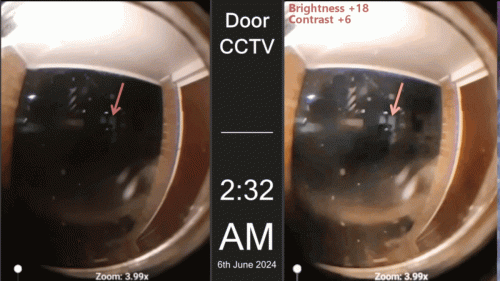 Door
CCTV
2:32
AM
6th June 2024
Zoom: 3.99x
Brightness +18
Contrast +6
Zoom: 3.99x